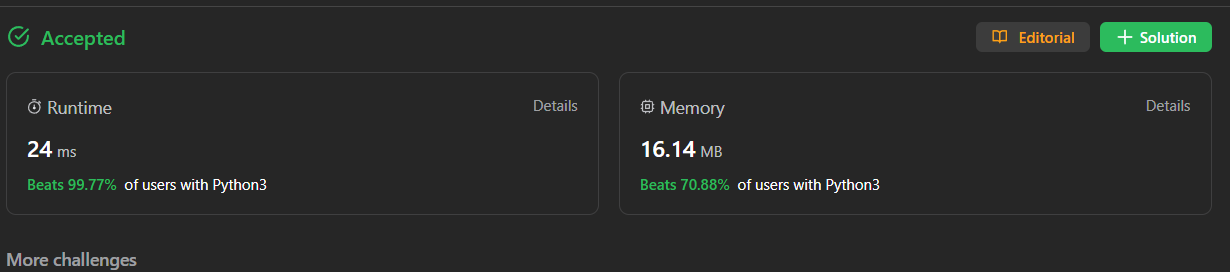 Accepted
Editorial
Solution
Runtime
Details
24 ms
Beats 99.77% of users with Python3
Memory
Details
16.14 MB
Beats 70.88% of users with Python3
More challenges